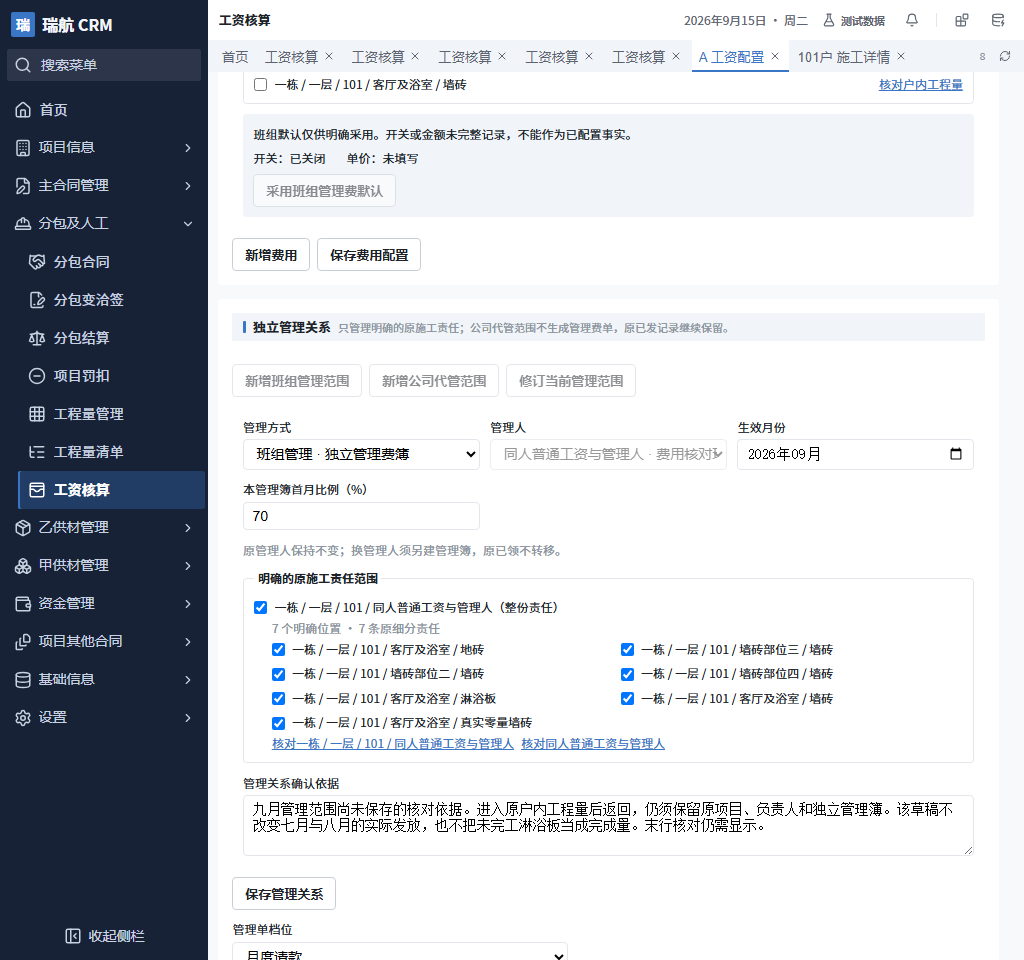 瑞 瑞航 CRM
搜索菜单
首页
项目信息
主合同管理
分包及人工
分包合同
分包变洽签
分包结算
项目罚扣
工程量管理
工程量清单
工资核算
乙供材管理
甲供材管理
资金管理
项目其他合同
基础信息
设置
收起侧栏
工资核算
2026年9月15日 · 周二 测试数据
首页 工资核算 × 工资核算 × 工资核算 × 工资核算 × 工资核算 × A 工资配置 × 101户 施工详情 × 8
一栋 / 一层 / 101 / 客厅及浴室 / 墙砖 核对户内工程量
班组默认仅供明确采用。开关或金额未完整记录，不能作为已配置事实。
开关：已关闭 单价：未填写
采用班组管理费默认
新增费用 保存费用配置
独立管理关系 只管理明确的原施工责任；公司代管范围不生成管理费单，原已发记录继续保留。
新增班组管理范围 新增公司代管范围 修订当前管理范围
管理方式 管理人 生效月份
班组管理 · 独立管理费簿 同人普通工资与管理人 · 费用核对 2026年09月
本管理簿首月比例（%）
70
原管理人保持不变；换管理人须另建管理簿，原已领不转移。
明确的原施工责任范围
一栋 / 一层 / 101 / 同人普通工资与管理人（整份责任）
7 个明确位置 · 7 条原细分责任
一栋 / 一层 / 101 / 客厅及浴室 / 地砖 一栋 / 一层 / 101 / 墙砖部位三 / 墙砖
一栋 / 一层 / 101 / 墙砖部位二 / 墙砖 一栋 / 一层 / 101 / 墙砖部位四 / 墙砖
一栋 / 一层 / 101 / 客厅及浴室 / 淋浴板 一栋 / 一层 / 101 / 客厅及浴室 / 墙砖
一栋 / 一层 / 101 / 客厅及浴室 / 真实零量墙砖
核对一栋 / 一层 / 101 / 同人普通工资与管理人 核对同人普通工资与管理人
管理关系确认依据
九月管理范围尚未保存的核对依据。进入原户内工程量后返回，仍须保留原项目、负责人和独立管理簿。该草稿不
改变七月与八月的实际发放，也不把未完工淋浴板当成完成量。末行核对仍需显示。
保存管理关系
管理单档位
月度请款